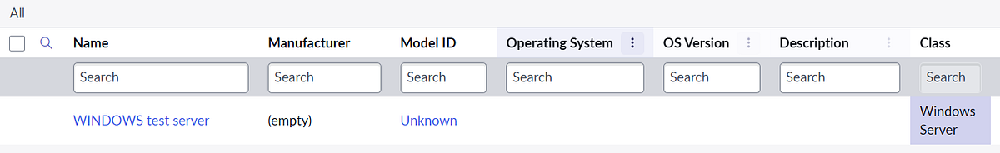 All
Name Manufacturer Model ID Operating System OS Version Description Class
Search Search Search Search Search Search Search
WINDOWS test server (empty) Unknown Windows
Server